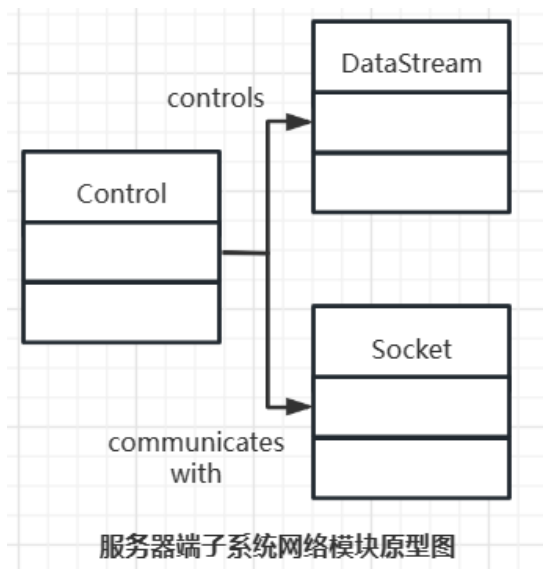 DataStream
controls
Control
Socket
communicates
with
服务器端子系统网络模块原型图